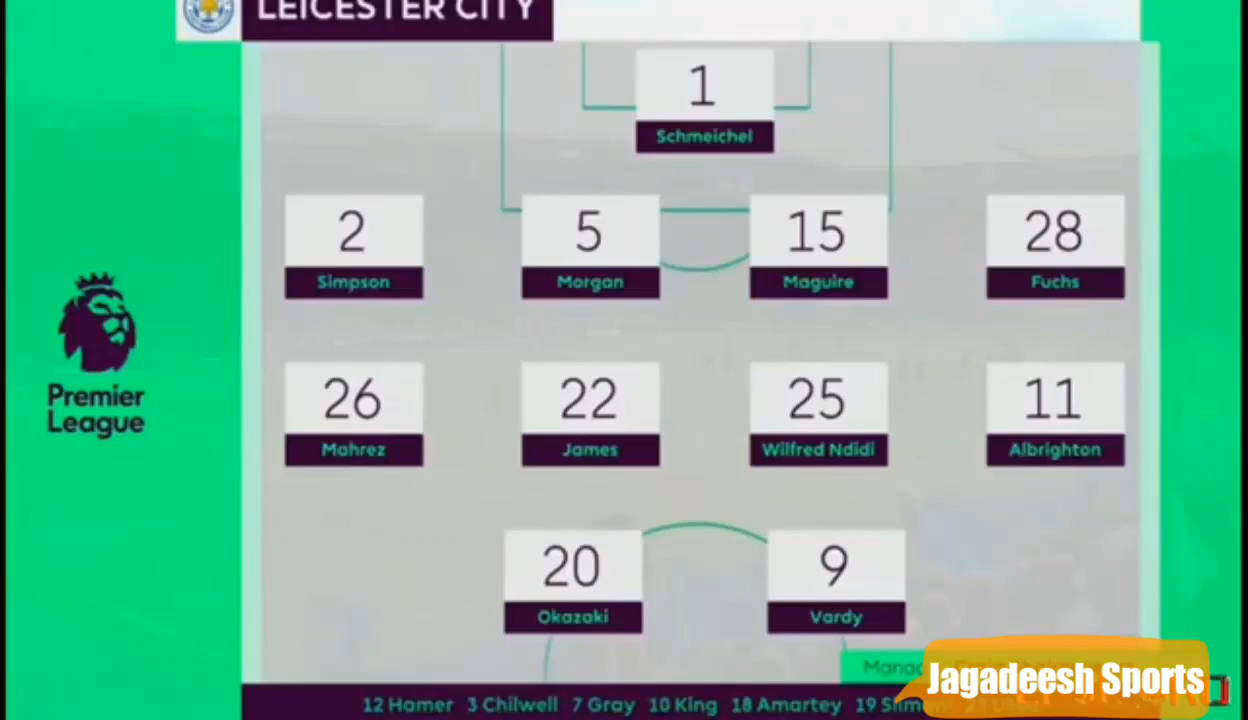 LEICESTER CITY
1
Schmeichel
2
5
15
28
Simpson
Morgan
Maguire
Fuchs
Premier
League
26
22
25
11
Mahrez
James
Wilfred Ndidi
Albrighton
20
9
Okazaki
Vardy
Jagadeesh Sports
12 Hamer 3 Chilwell 7 Gray 10 King 18 Amartey 19